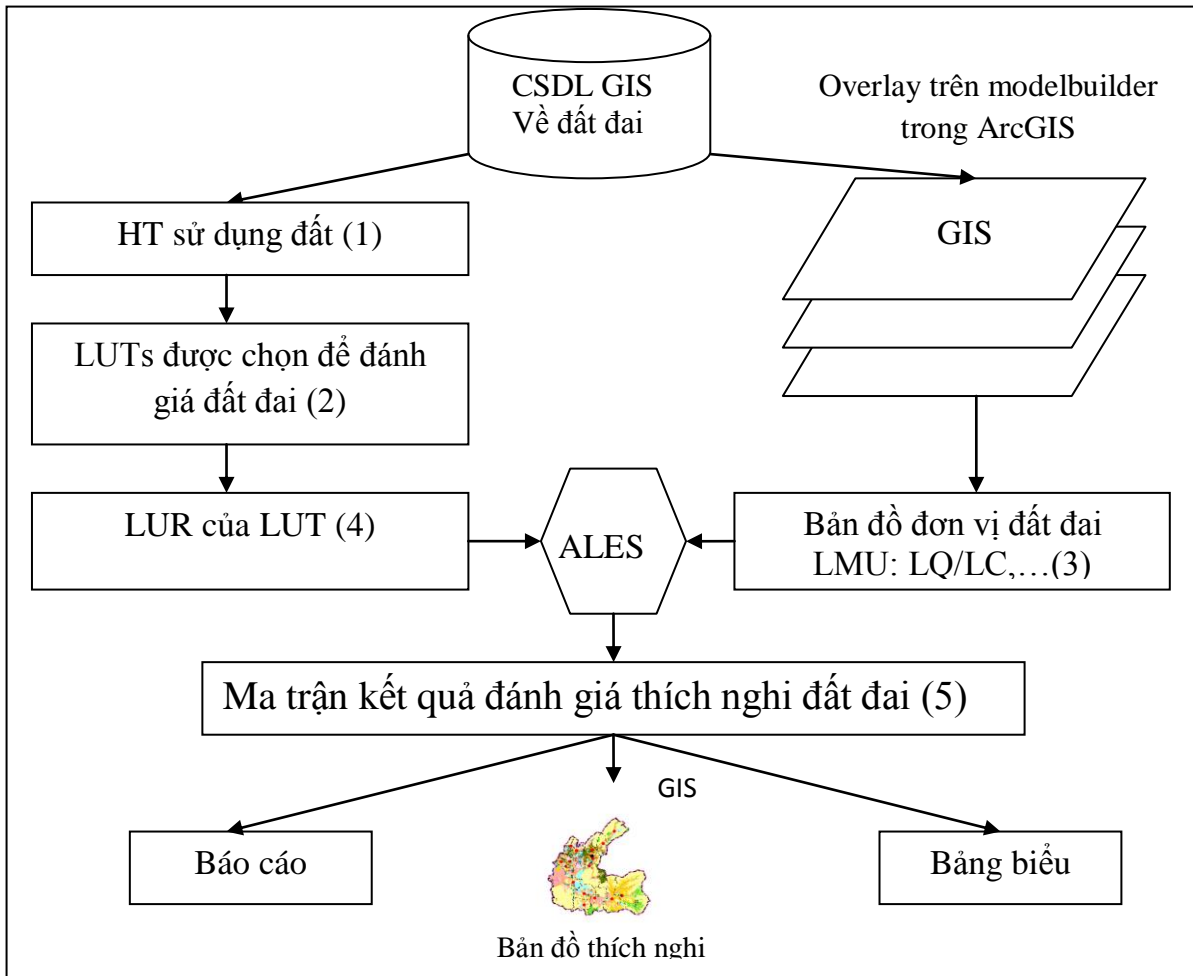 CSDL GIS
Về đất đai
Overlay trên modelbuilder
trong ArcGIS
HT sử dụng đất (1)
GIS
LUTs được chọn để đánh
giá đất đai (2)
LUR của LUT (4)
ALES
Bản đồ đơn vị đất đai
LMU: LQ/LC,…(3)
Ma trận kết quả đánh giá thích nghi đất đai (5)
GIS
Báo cáo
Bảng biểu
Bản đồ thích nghi